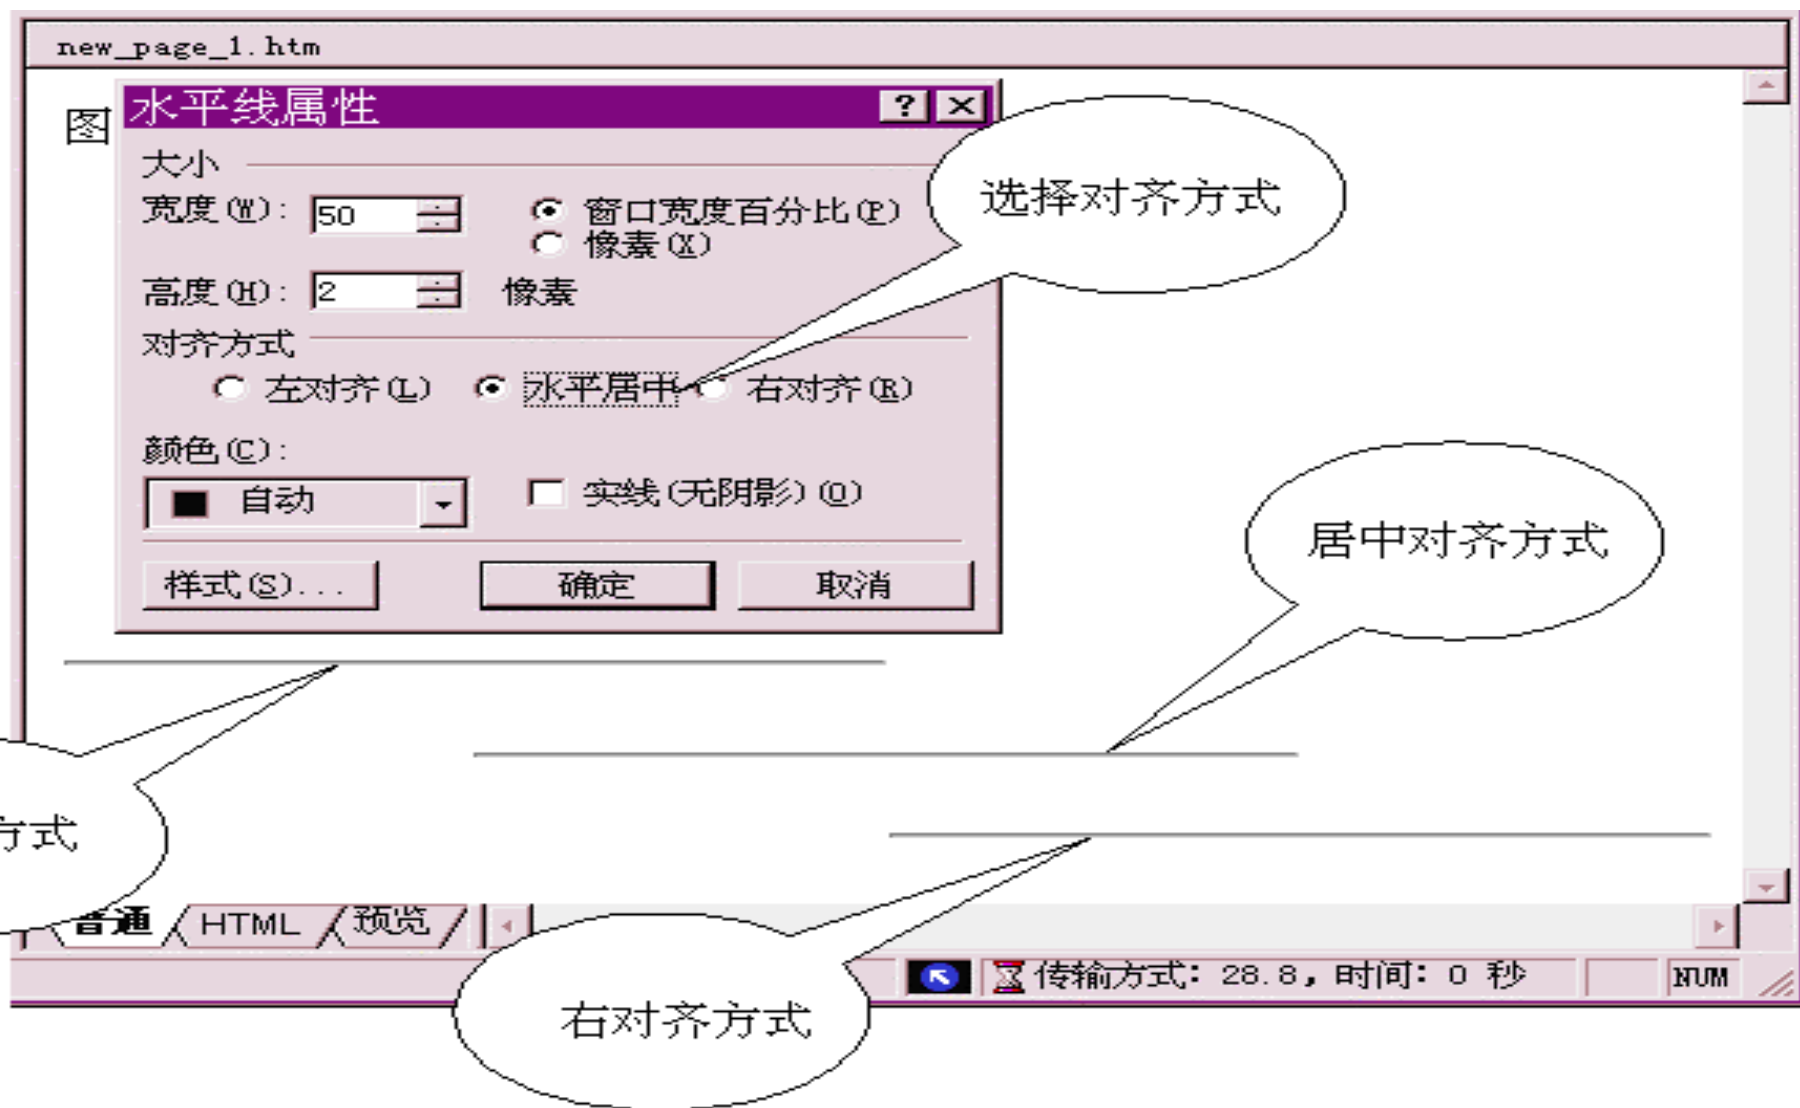 new_page_1.htm
图
水平线属性
大小
宽度(W): 50
窗口宽度百分比(P)
像素(X)
高度(H): 2 像素
对齐方式
左对齐(L) 水平居中 右对齐(R)
颜色(C):
自动
实线(无阴影)(O)
样式(S)... 确定 取消
选择对齐方式
居中对齐方式
方式
普通 HTML 预览
传输方式: 28.8, 时间: 0 秒 NUM
右对齐方式